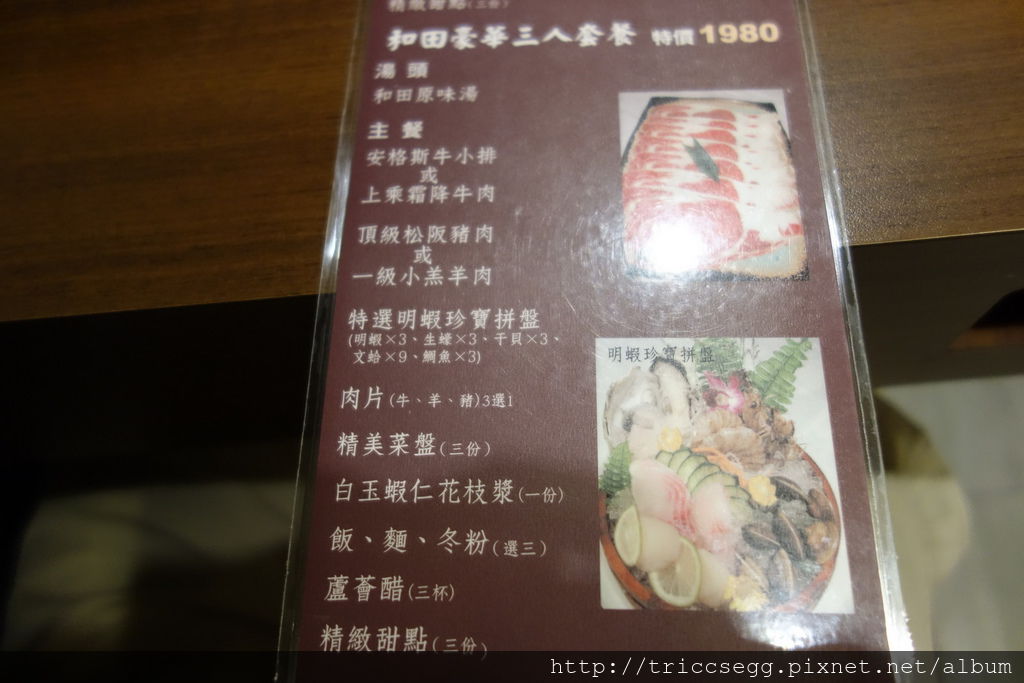 精緻甜點(三份)
和田豪華三人套餐 特價1980
湯 頭
和田原味湯
主 餐
安格斯牛小排
或
上乘霜降牛肉
頂級松阪豬肉
或
一級小羔羊肉
特選明蝦珍寶拼盤
(明蝦×3、生蠔×3、干貝×3、
文蛤×9、鯛魚×3)
肉片(牛、羊、豬)3選1
精美菜盤(三份)
白玉蝦仁花枝漿(一份)
飯、麵、冬粉(選三)
蘆薈醋(三杯)
精緻甜點(三份)
明蝦珍寶拼盤
http://triccsegg.pixnet.net/album